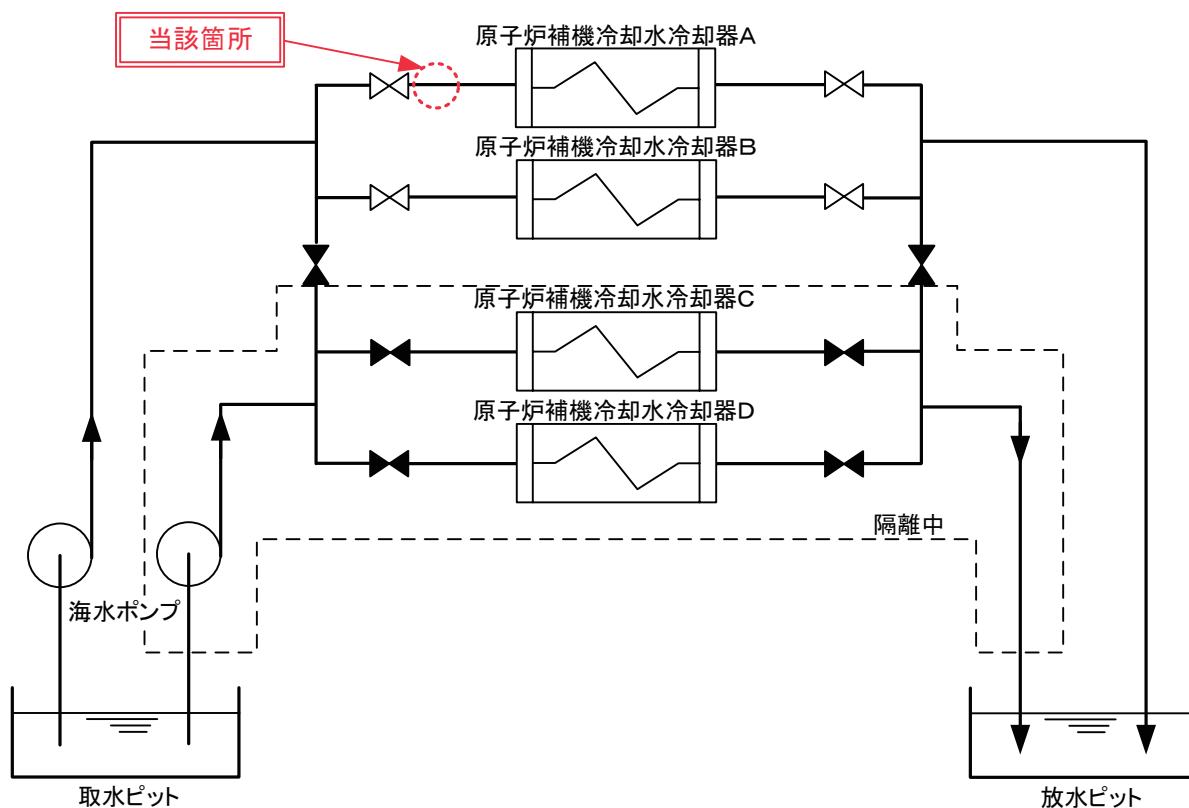 当該箇所
原子炉補機冷却水冷却器A
原子炉補機冷却水冷却器B
原子炉補機冷却水冷却器C
原子炉補機冷却水冷却器D
隔離中
海水ポンプ
取水ピット
放水ピット